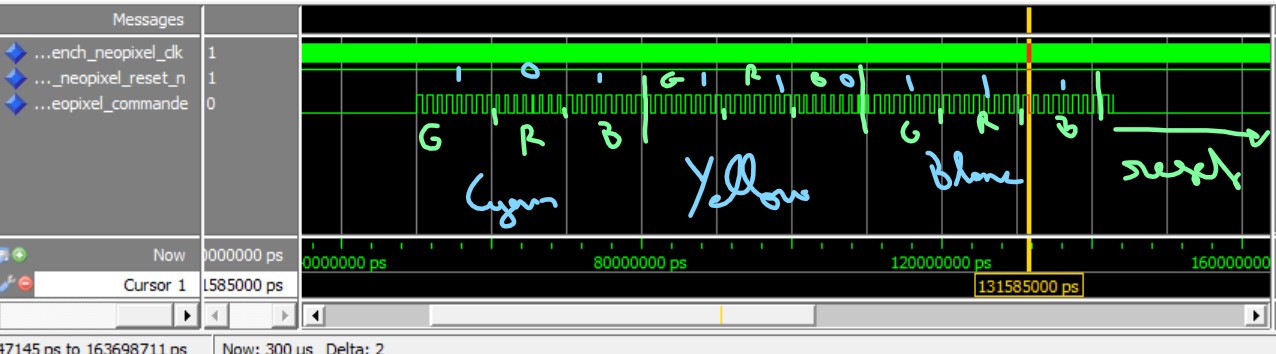 Messages
...ench_neopixel_clk 1
..._neopixel_reset_n 1
...eopixel_commande 0
1 0 1 G 1 R 1 B 0 1 1 1
G R B G R B
Cyan Yellow Blanc reset
Now 0000000 ps 0000000 ps 80000000 ps 120000000 ps 160000000
Cursor 1 1585000 ps 131585000 ps
47145 ps to 163698711 ps Now: 300 us Delta: 2